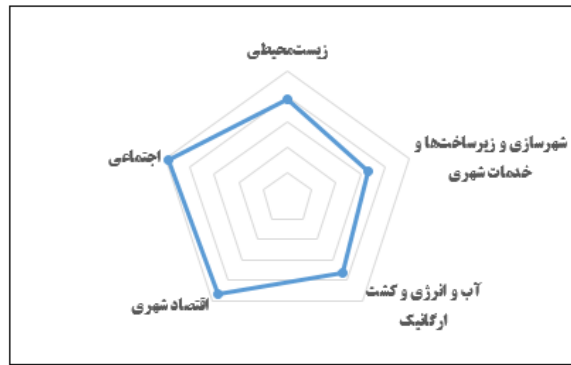 زیست‌محیطی
شهرسازی و زیرساخت‌ها و
خدمات شهری
آب و انرژی و کشت
ارگانیک
اقتصاد شهری
اجتماعی